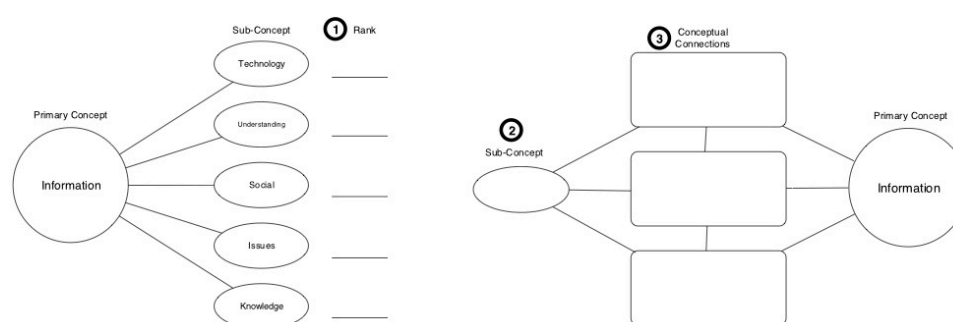 Sub-Concept
1 Rank
Technology
Primary Concept
Understanding
Information
Social
Issues
Knowledge
3 Conceptual
Connections
2
Sub-Concept
Primary Concept
Information